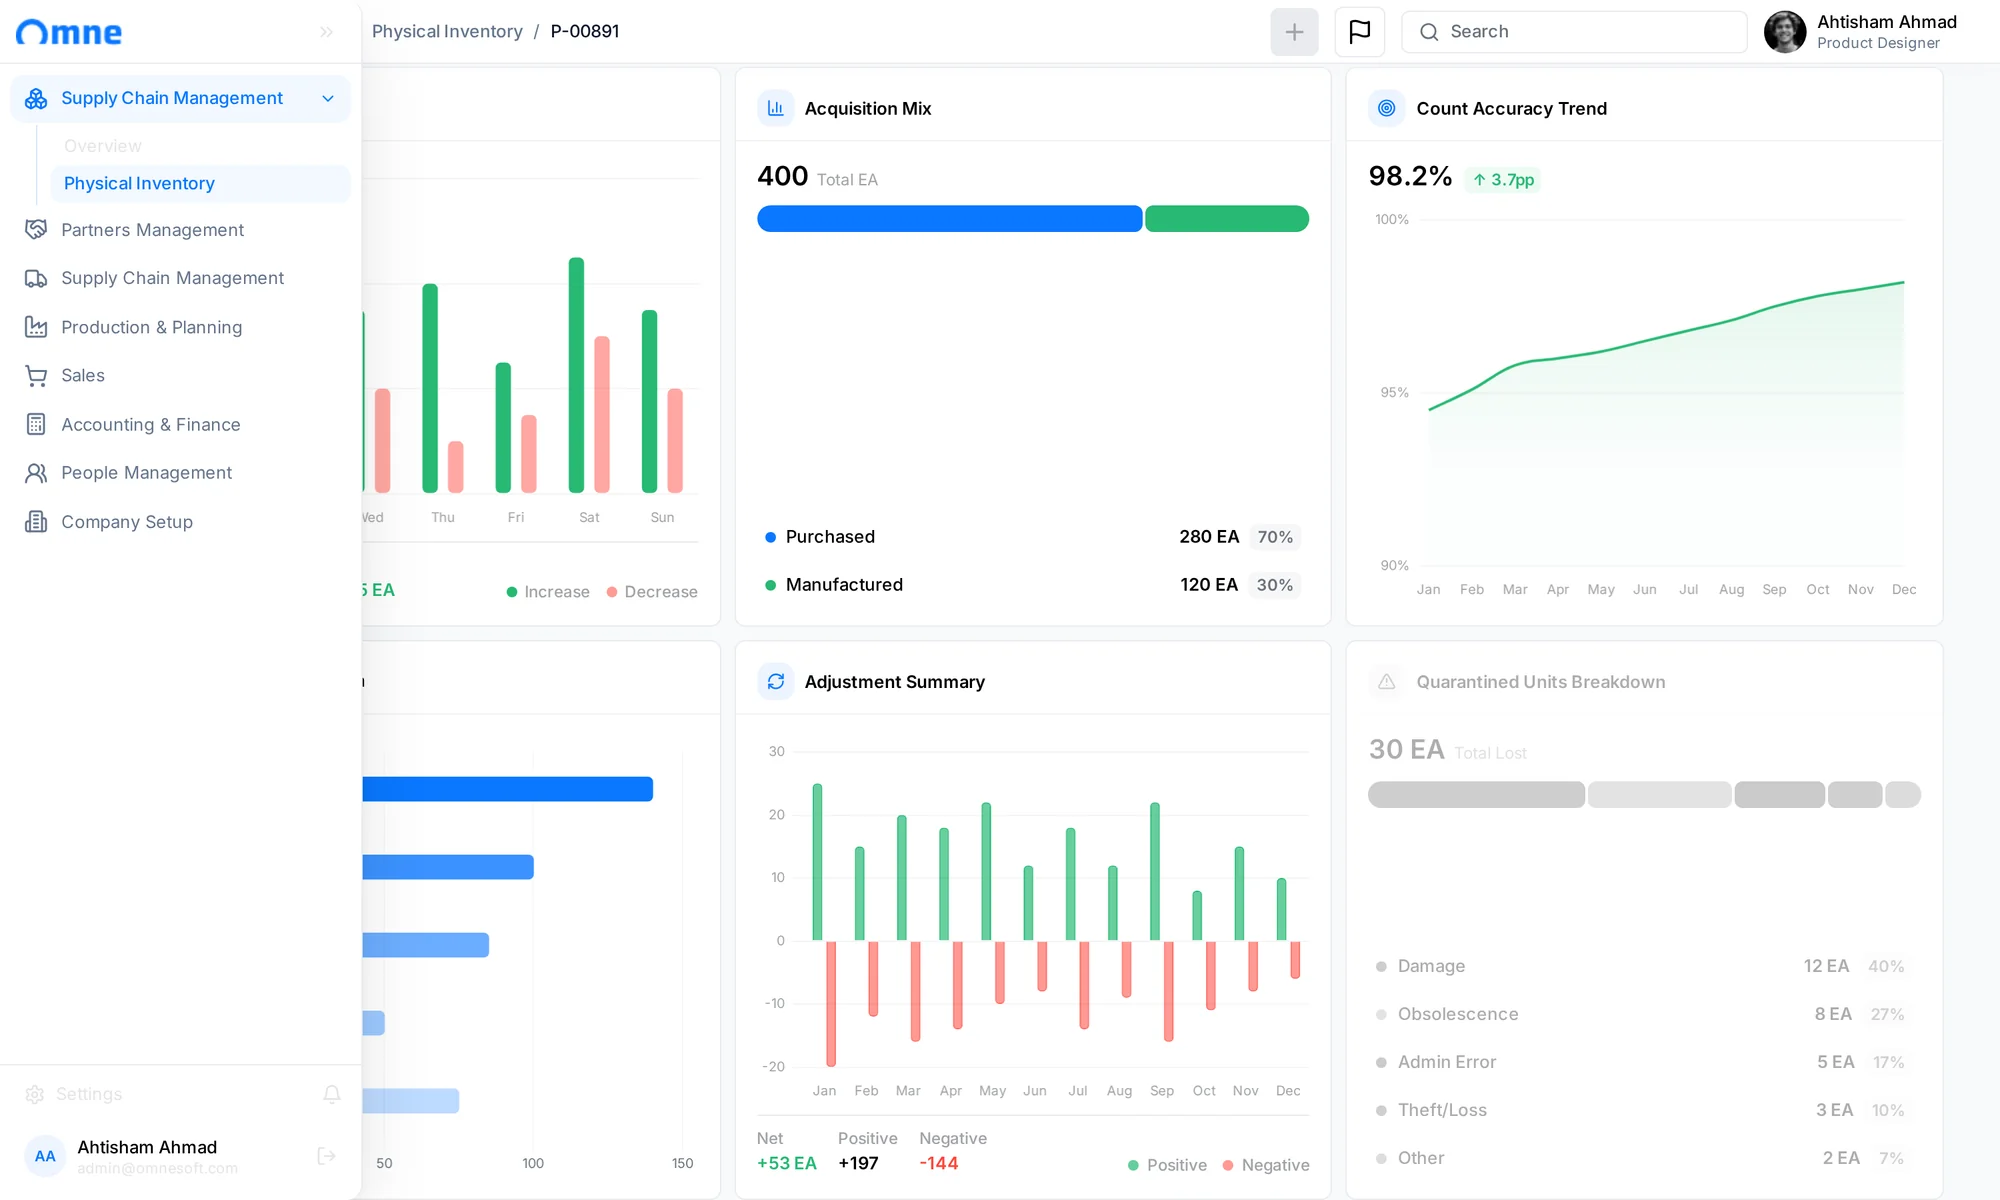 Omne
Physical Inventory / P-00891
Search
Ahtisham Ahmad
Product Designer
Supply Chain Management
Overview
Physical Inventory
Partners Management
Supply Chain Management
Production & Planning
Sales
Accounting & Finance
People Management
Company Setup
Settings
AA
Ahtisham Ahmad
admin@omnesoft.com
Thu Fri Sat Sun
EA
Increase Decrease
Acquisition Mix
400 Total EA
Purchased 280 EA 70%
Manufactured 120 EA 30%
Count Accuracy Trend
98.2% ↑ 3.7pp
100%
95%
90%
Jan Feb Mar Apr May Jun Jul Aug Sep Oct Nov Dec
50 100 150
Adjustment Summary
30
20
10
0
-10
-20
Jan Feb Mar Apr May Jun Jul Aug Sep Oct Nov Dec
Net Positive Negative
+53 EA +197 -144
Positive Negative
Quarantined Units Breakdown
30 EA Total Lost
Damage 12 EA 40%
Obsolescence 8 EA 27%
Admin Error 5 EA 17%
Theft/Loss 3 EA 10%
Other 2 EA 7%